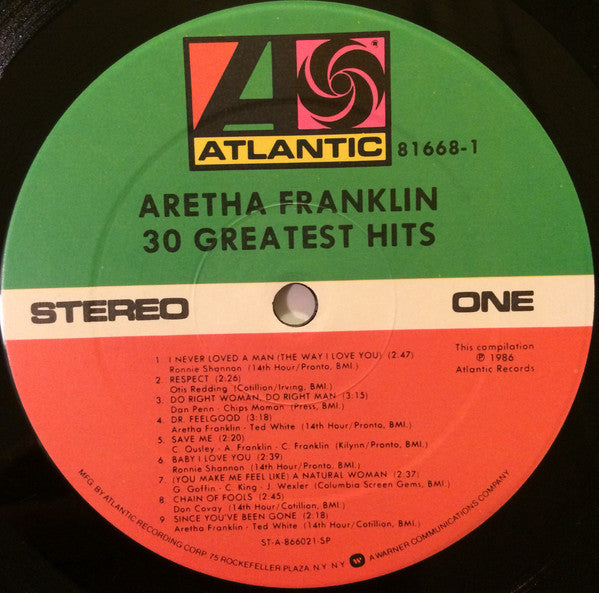 ATLANTIC 81668-1
ARETHA FRANKLIN
30 GREATEST HITS
STEREO
ONE
This compilation
℗ 1986
Atlantic Records
1 I NEVER LOVED A MAN (THE WAY I LOVE YOU) (2:47)
Ronnie Shannon (14th Hour/Pronto, BMI.)
2. RESPECT (2:26)
Otis Redding (Cotillion/Irving, BMI.)
3. DO RIGHT WOMAN, DO RIGHT MAN (3:15)
Dan Penn - Chips Moman (Press, BMI.)
4. DR. FEELGOOD (3:18)
Aretha Franklin - Ted White (14th Hour/Pronto, BMI.)
5 SAVE ME (2:20)
C. Ousley - A. Franklin - C. Franklin (Kilynn/Pronto, BMI.)
6. BABY I LOVE YOU (2:39)
Ronnie Shannon (14th Hour/Pronto, BMI.)
7. (YOU MAKE ME FEEL LIKE) A NATURAL WOMAN (2:37)
G. Goffin - C. King - J. Wexler (Columbia Screen Gems, BMI.)
8 CHAIN OF FOOLS (2:45)
Don Covay (14th Hour/Cotillion, BMI.)
9 SINCE YOU'VE BEEN GONE (2:18)
Aretha Franklin - Ted White (14th Hour/Cotillion, BMI.)
ST-A-866021-SP
MFG. BY ATLANTIC RECORDING CORP. 75 ROCKEFELLER PLAZA, N.Y. N.Y. A WARNER COMMUNICATIONS COMPANY